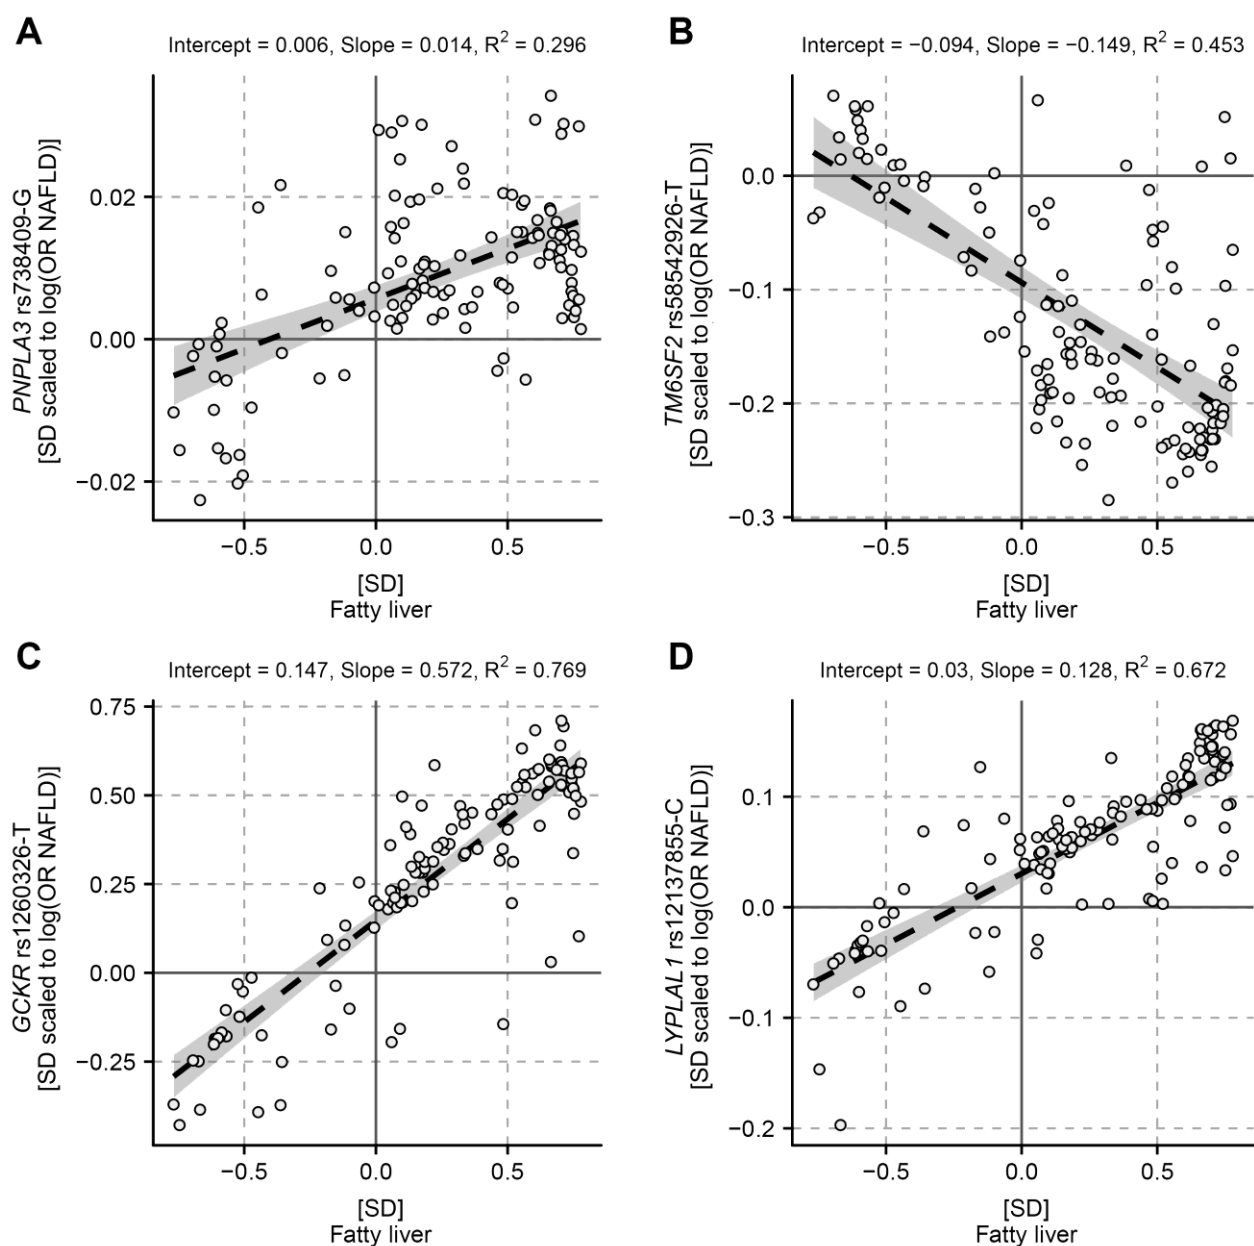 A
Intercept = 0.006, Slope = 0.014, R² = 0.296
PNPLA3 rs738409-G
[SD scaled to log(OR NAFLD)]
0.02
0.00
−0.02
−0.5 0.0 0.5
[SD]
Fatty liver
B
Intercept = −0.094, Slope = −0.149, R² = 0.453
TM6SF2 rs58542926-T
[SD scaled to log(OR NAFLD)]
0.0
−0.1
−0.2
−0.3
−0.5 0.0 0.5
[SD]
Fatty liver
C
Intercept = 0.147, Slope = 0.572, R² = 0.769
GCKR rs1260326-T
[SD scaled to log(OR NAFLD)]
0.75
0.50
0.25
0.00
−0.25
−0.5 0.0 0.5
[SD]
Fatty liver
D
Intercept = 0.03, Slope = 0.128, R² = 0.672
LYPLAL1 rs12137855-C
[SD scaled to log(OR NAFLD)]
0.1
0.0
−0.1
−0.2
−0.5 0.0 0.5
[SD]
Fatty liver